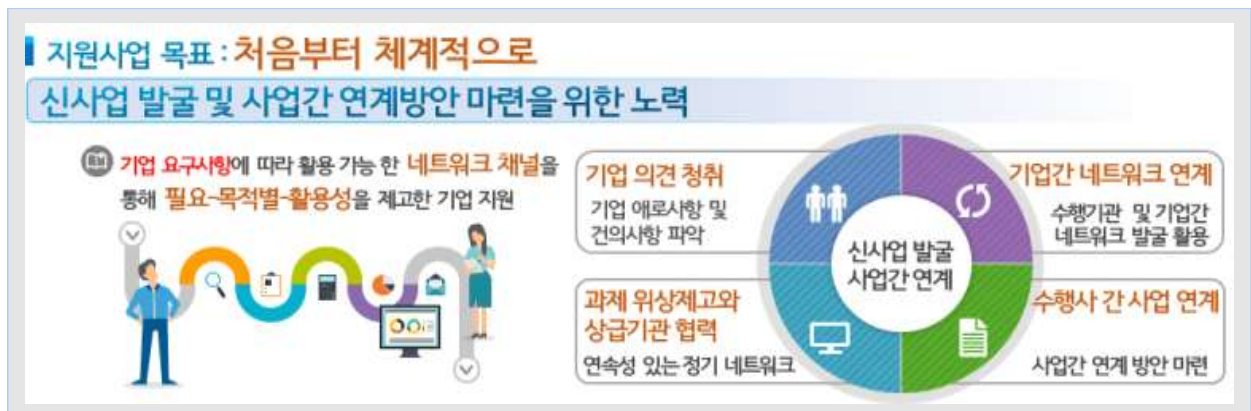 지원사업 목표 : 처음부터 체계적으로
신사업 발굴 및 사업간 연계방안 마련을 위한 노력
기업 요구사항에 따라 활용 가능 한 네트워크 채널을
통해 필요-목적별-활용성을 제고한 기업 지원
기업 의견 청취
기업 애로사항 및
건의사항 파악
기업간 네트워크 연계
수행기관 및 기업간
네트워크 발굴 활용
신사업 발굴
사업간 연계
과제 위상제고와
상급기관 협력
연속성 있는 정기 네트워크
수행사 간 사업 연계
사업간 연계 방안 마련